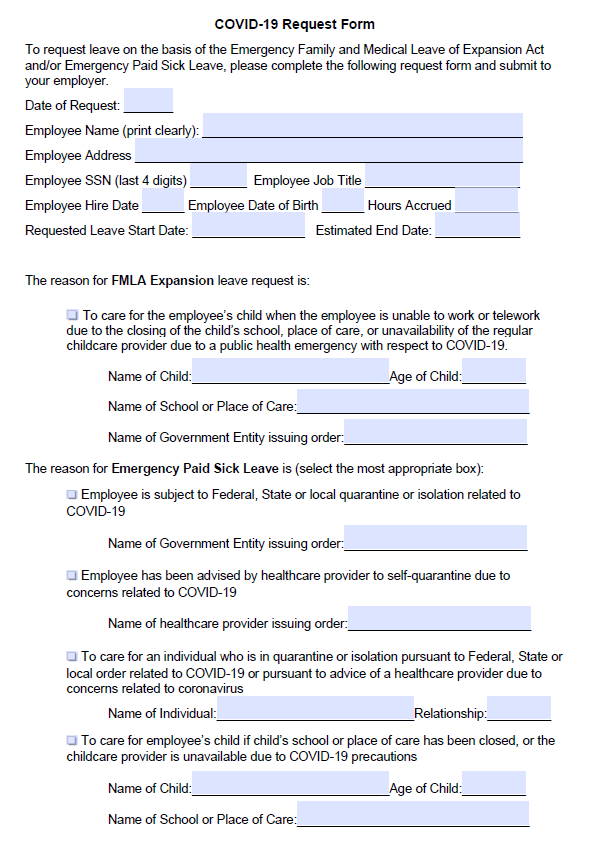 COVID-19 Request Form
To request leave on the basis of the Emergency Family and Medical Leave of Expansion Act
and/or Emergency Paid Sick Leave, please complete the following request form and submit to
your employer.
Date of Request:
Employee Name (print clearly):
Employee Address
Employee SSN (last 4 digits) Employee Job Title
Employee Hire Date Employee Date of Birth Hours Accrued
Requested Leave Start Date: Estimated End Date:
The reason for FMLA Expansion leave request is:
To care for the employee's child when the employee is unable to work or telework
due to the closing of the child's school, place of care, or unavailability of the regular
childcare provider due to a public health emergency with respect to COVID-19.
Name of Child: Age of Child:
Name of School or Place of Care:
Name of Government Entity issuing order:
The reason for Emergency Paid Sick Leave is (select the most appropriate box):
Employee is subject to Federal, State or local quarantine or isolation related to
COVID-19
Name of Government Entity issuing order:
Employee has been advised by healthcare provider to self-quarantine due to
concerns related to COVID-19
Name of healthcare provider issuing order:
To care for an individual who is in quarantine or isolation pursuant to Federal, State or
local order related to COVID-19 or pursuant to advice of a healthcare provider due to
concerns related to coronavirus
Name of Individual: Relationship:
To care for employee's child if child's school or place of care has been closed, or the
childcare provider is unavailable due to COVID-19 precautions
Name of Child: Age of Child:
Name of School or Place of Care: